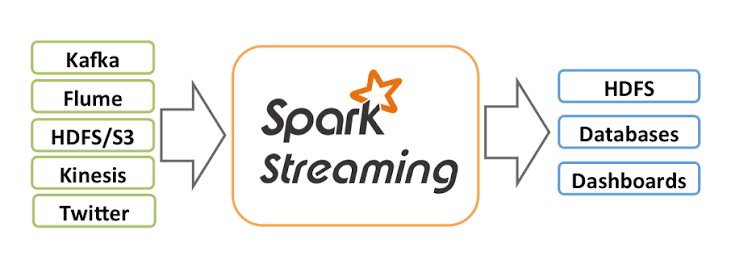 Kafka
Flume
HDFS/S3
Kinesis
Twitter
Spark
Streaming
HDFS
Databases
Dashboards